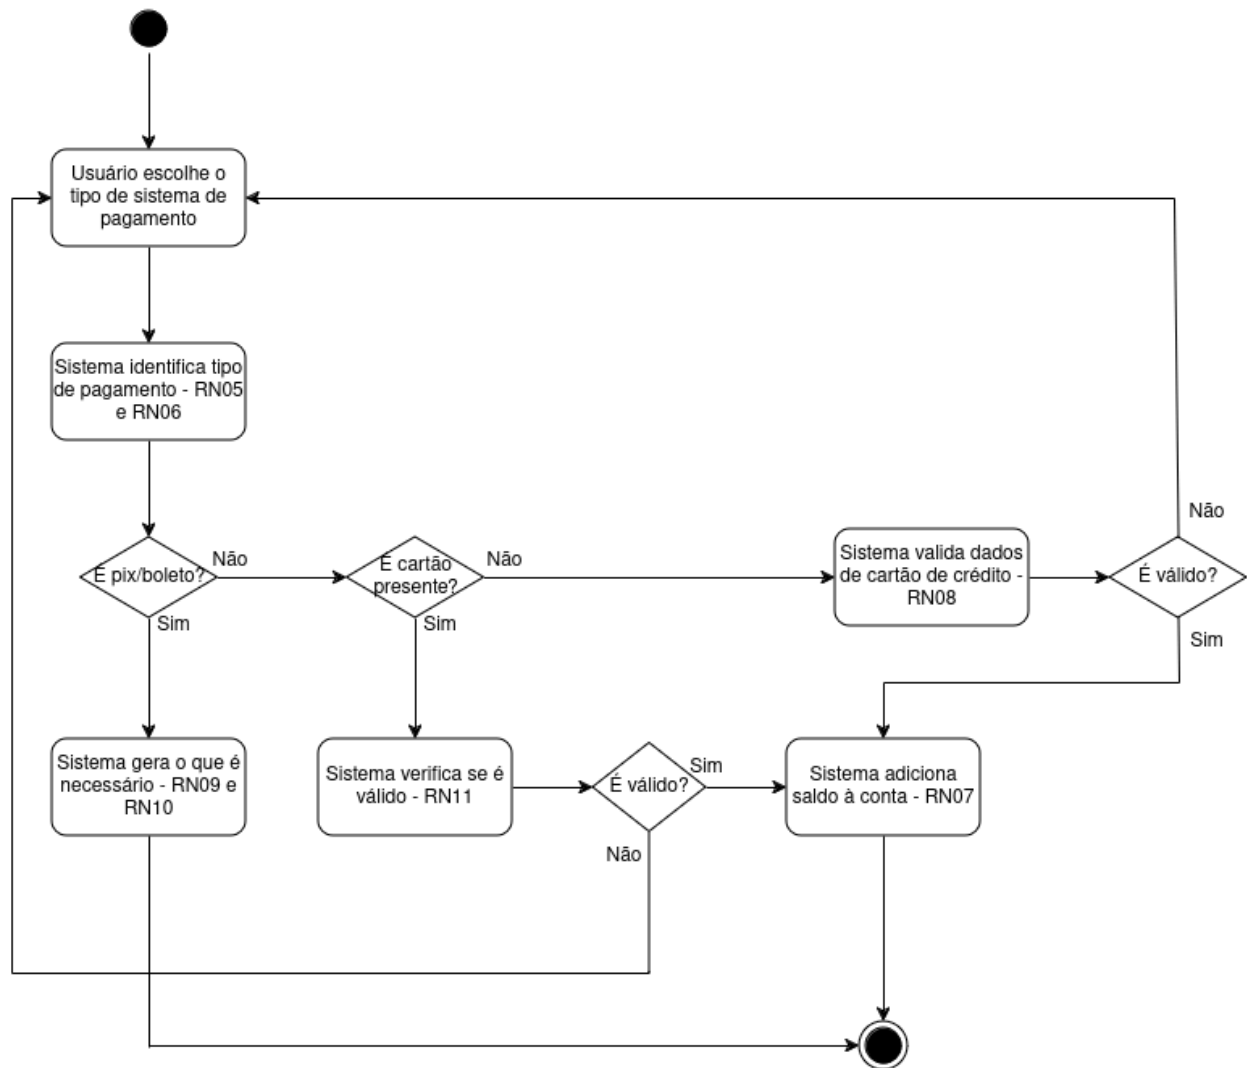 Usuário escolhe o
tipo de sistema de
pagamento
Sistema identifica tipo
de pagamento - RN05
e RN06
É pix/boleto?
Não
Sim
É cartão
presente?
Não
Sim
Sistema valida dados
de cartão de crédito -
RN08
É válido?
Não
Sim
Sistema gera o que é
necessário - RN09 e
RN10
Sistema verifica se é
válido - RN11
É válido?
Sim
Não
Sistema adiciona
saldo à conta - RN07